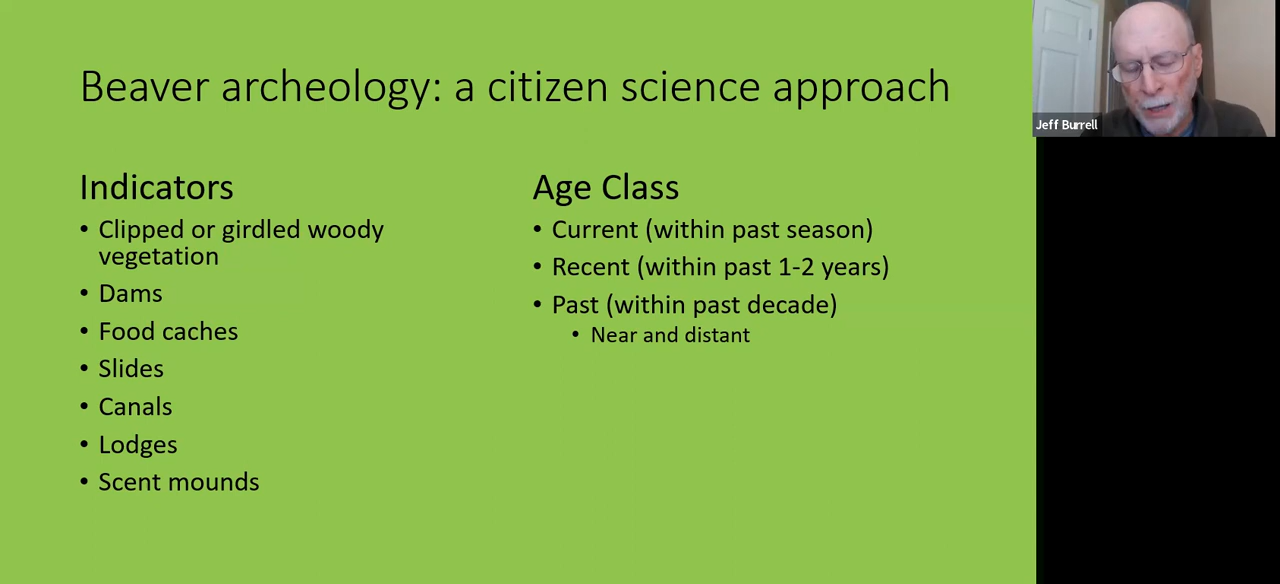 Beaver archeology: a citizen science approach
Jeff Burrell
Indicators
• Clipped or girdled woody
vegetation
• Dams
• Food caches
• Slides
• Canals
• Lodges
• Scent mounds
Age Class
• Current (within past season)
• Recent (within past 1-2 years)
• Past (within past decade)
• Near and distant